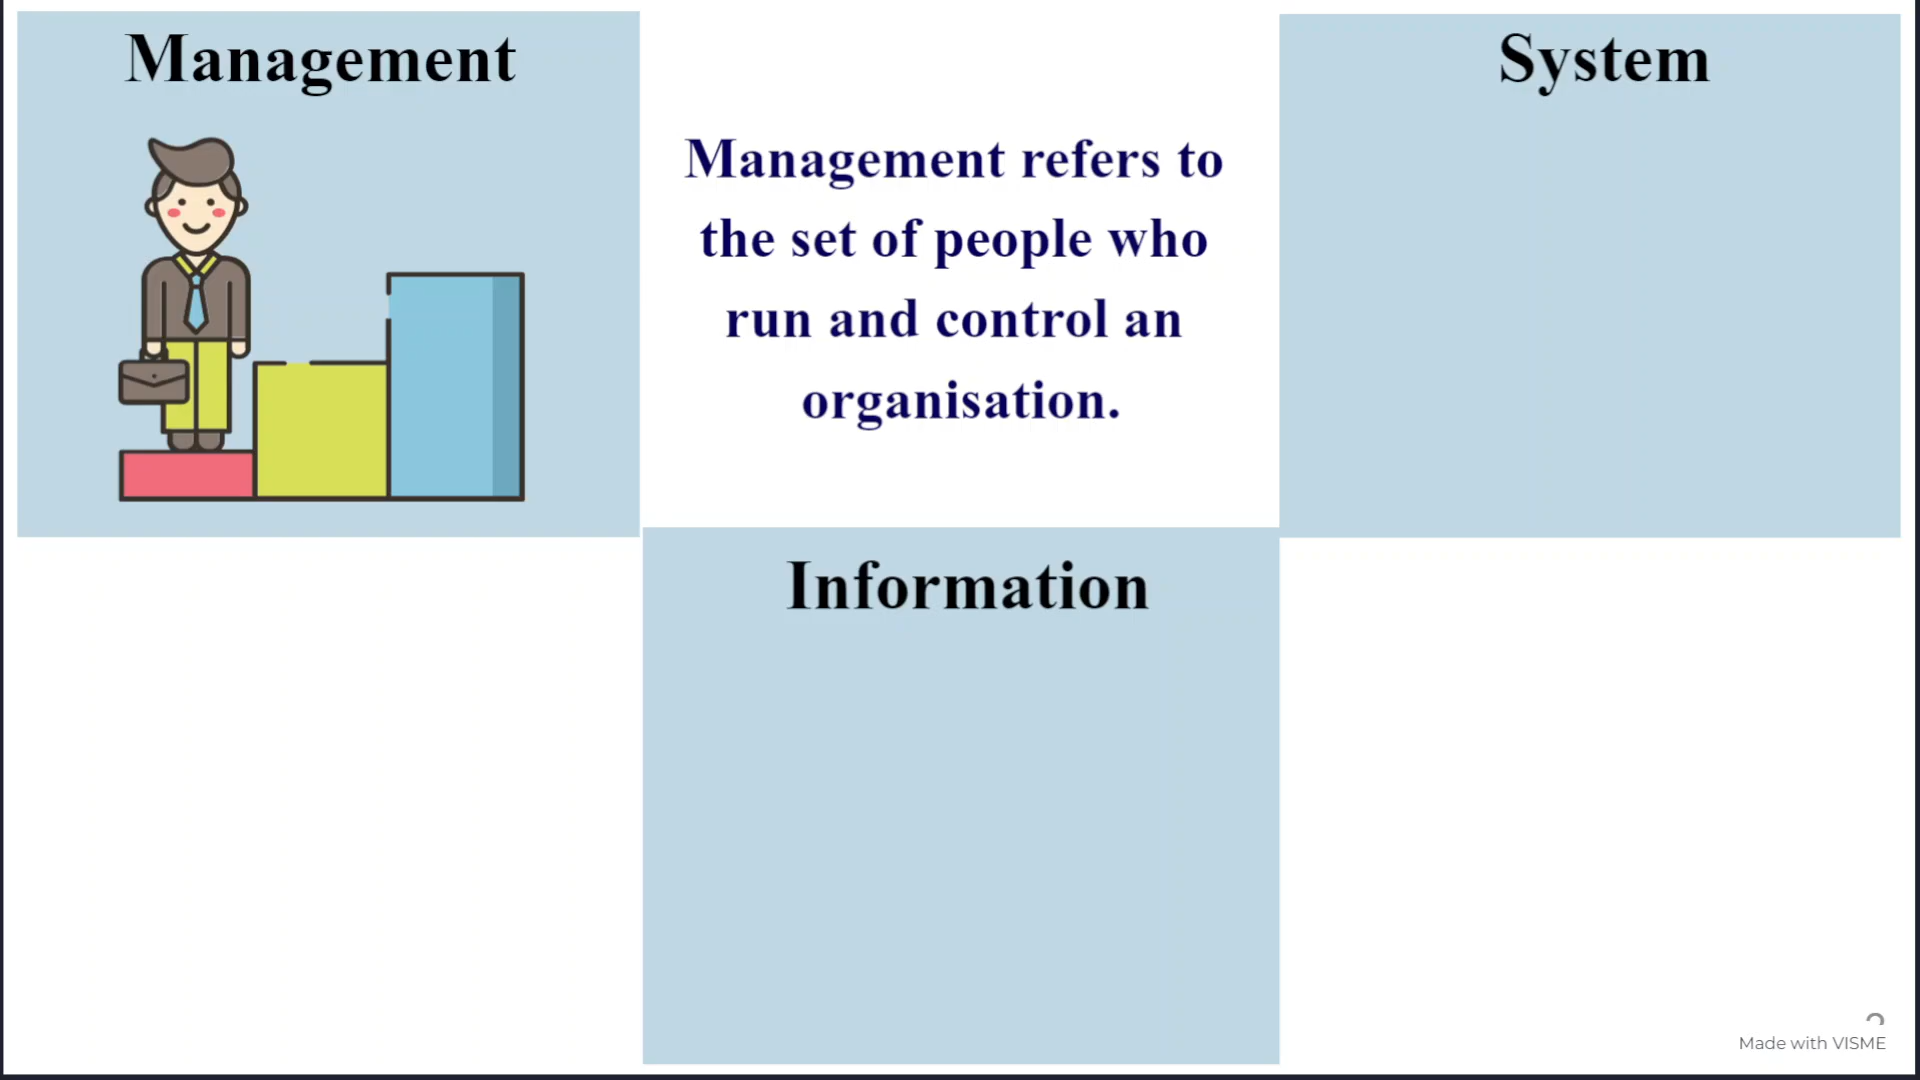 Management
System
Management refers to
the set of people who
run and control an
organisation.
Information
Made with VISME